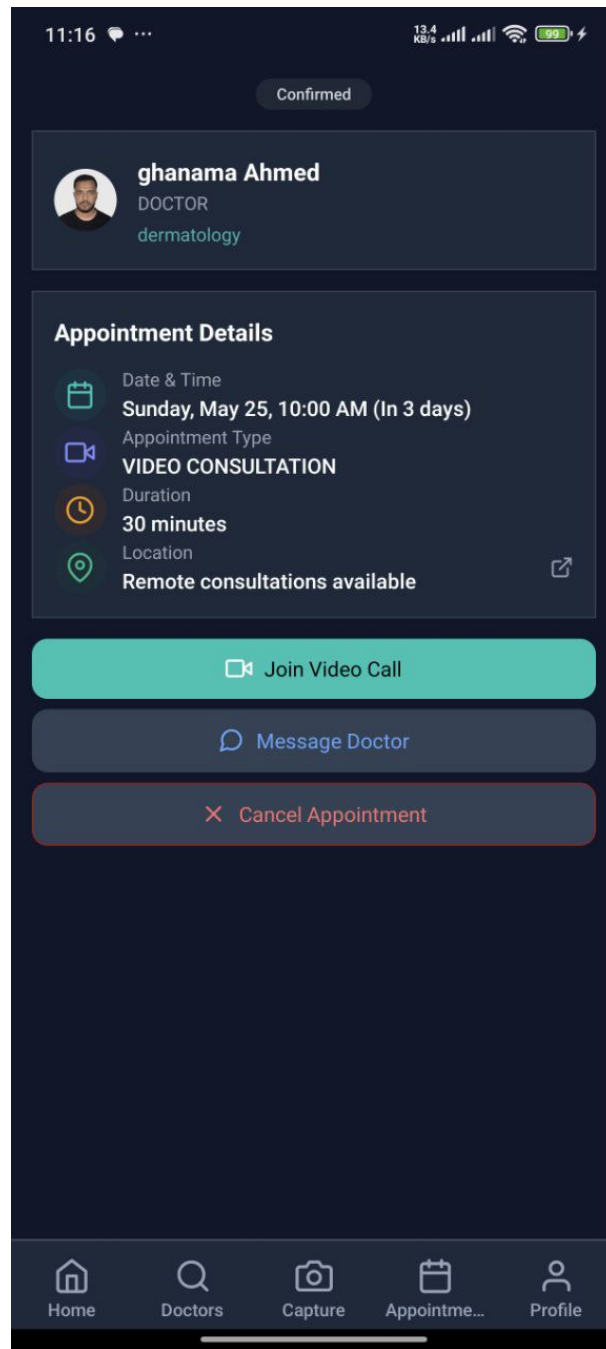 11:16 ...
13.4
KB/s
99
Confirmed
ghanama Ahmed
DOCTOR
dermatology
Appointment Details
Date & Time
Sunday, May 25, 10:00 AM (In 3 days)
Appointment Type
VIDEO CONSULTATION
Duration
30 minutes
Location
Remote consultations available
Join Video Call
Message Doctor
Cancel Appointment
Home Doctors Capture Appointme... Profile